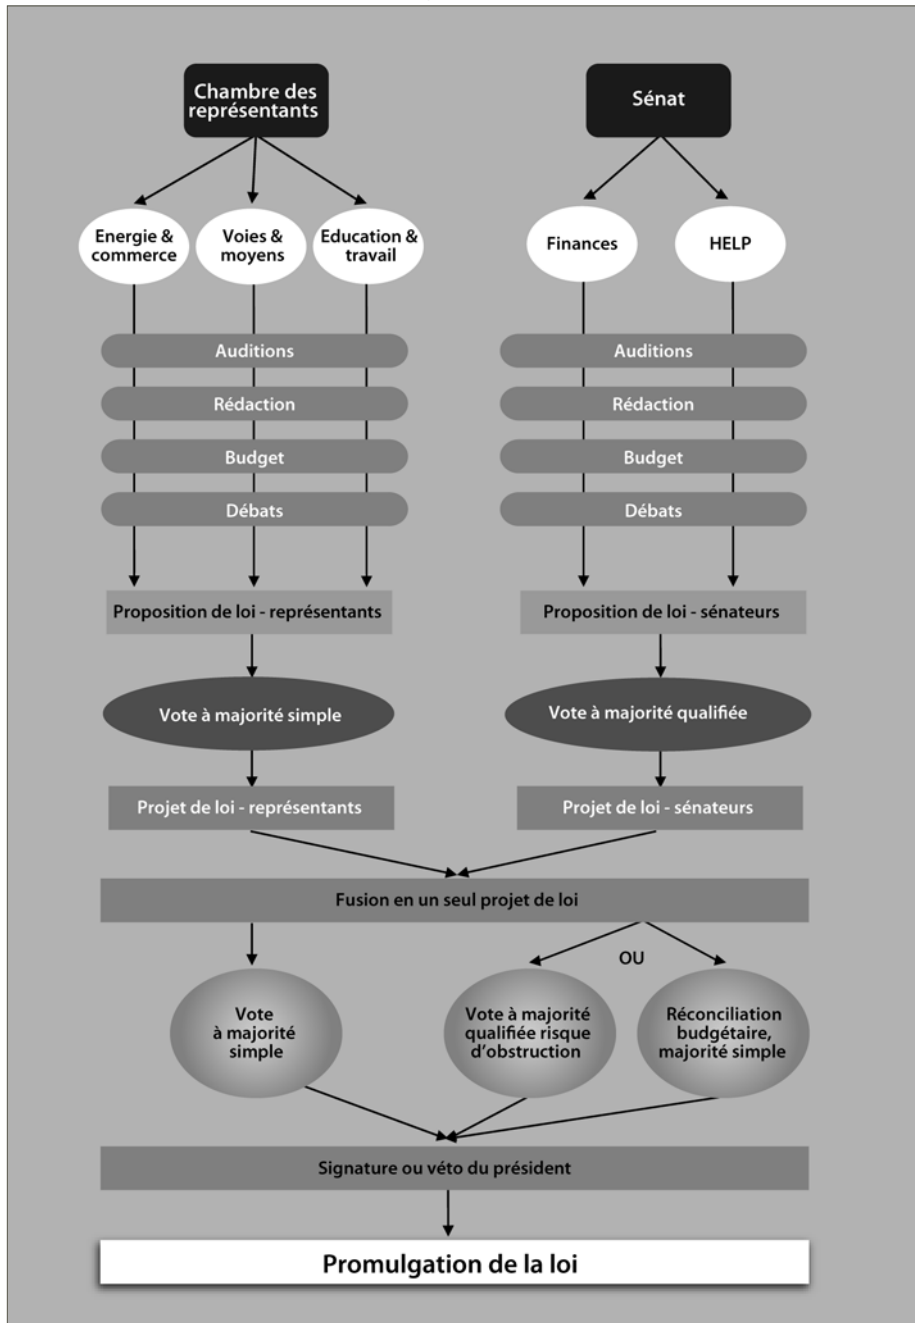 Chambre des
représentants
Sénat
Energie &
commerce
Voies &
moyens
Education &
travail
Finances
HELP
Auditions
Auditions
Rédaction
Rédaction
Budget
Budget
Débats
Débats
Proposition de loi - représentants
Proposition de loi - sénateurs
Vote à majorité simple
Vote à majorité qualifiée
Projet de loi - représentants
Projet de loi - sénateurs
Fusion en un seul projet de loi
OU
Vote
à majorité
simple
Vote à majorité
qualifiée risque
d'obstruction
Réconciliation
budgétaire,
majorité simple
Signature ou véto du président
Promulgation de la loi